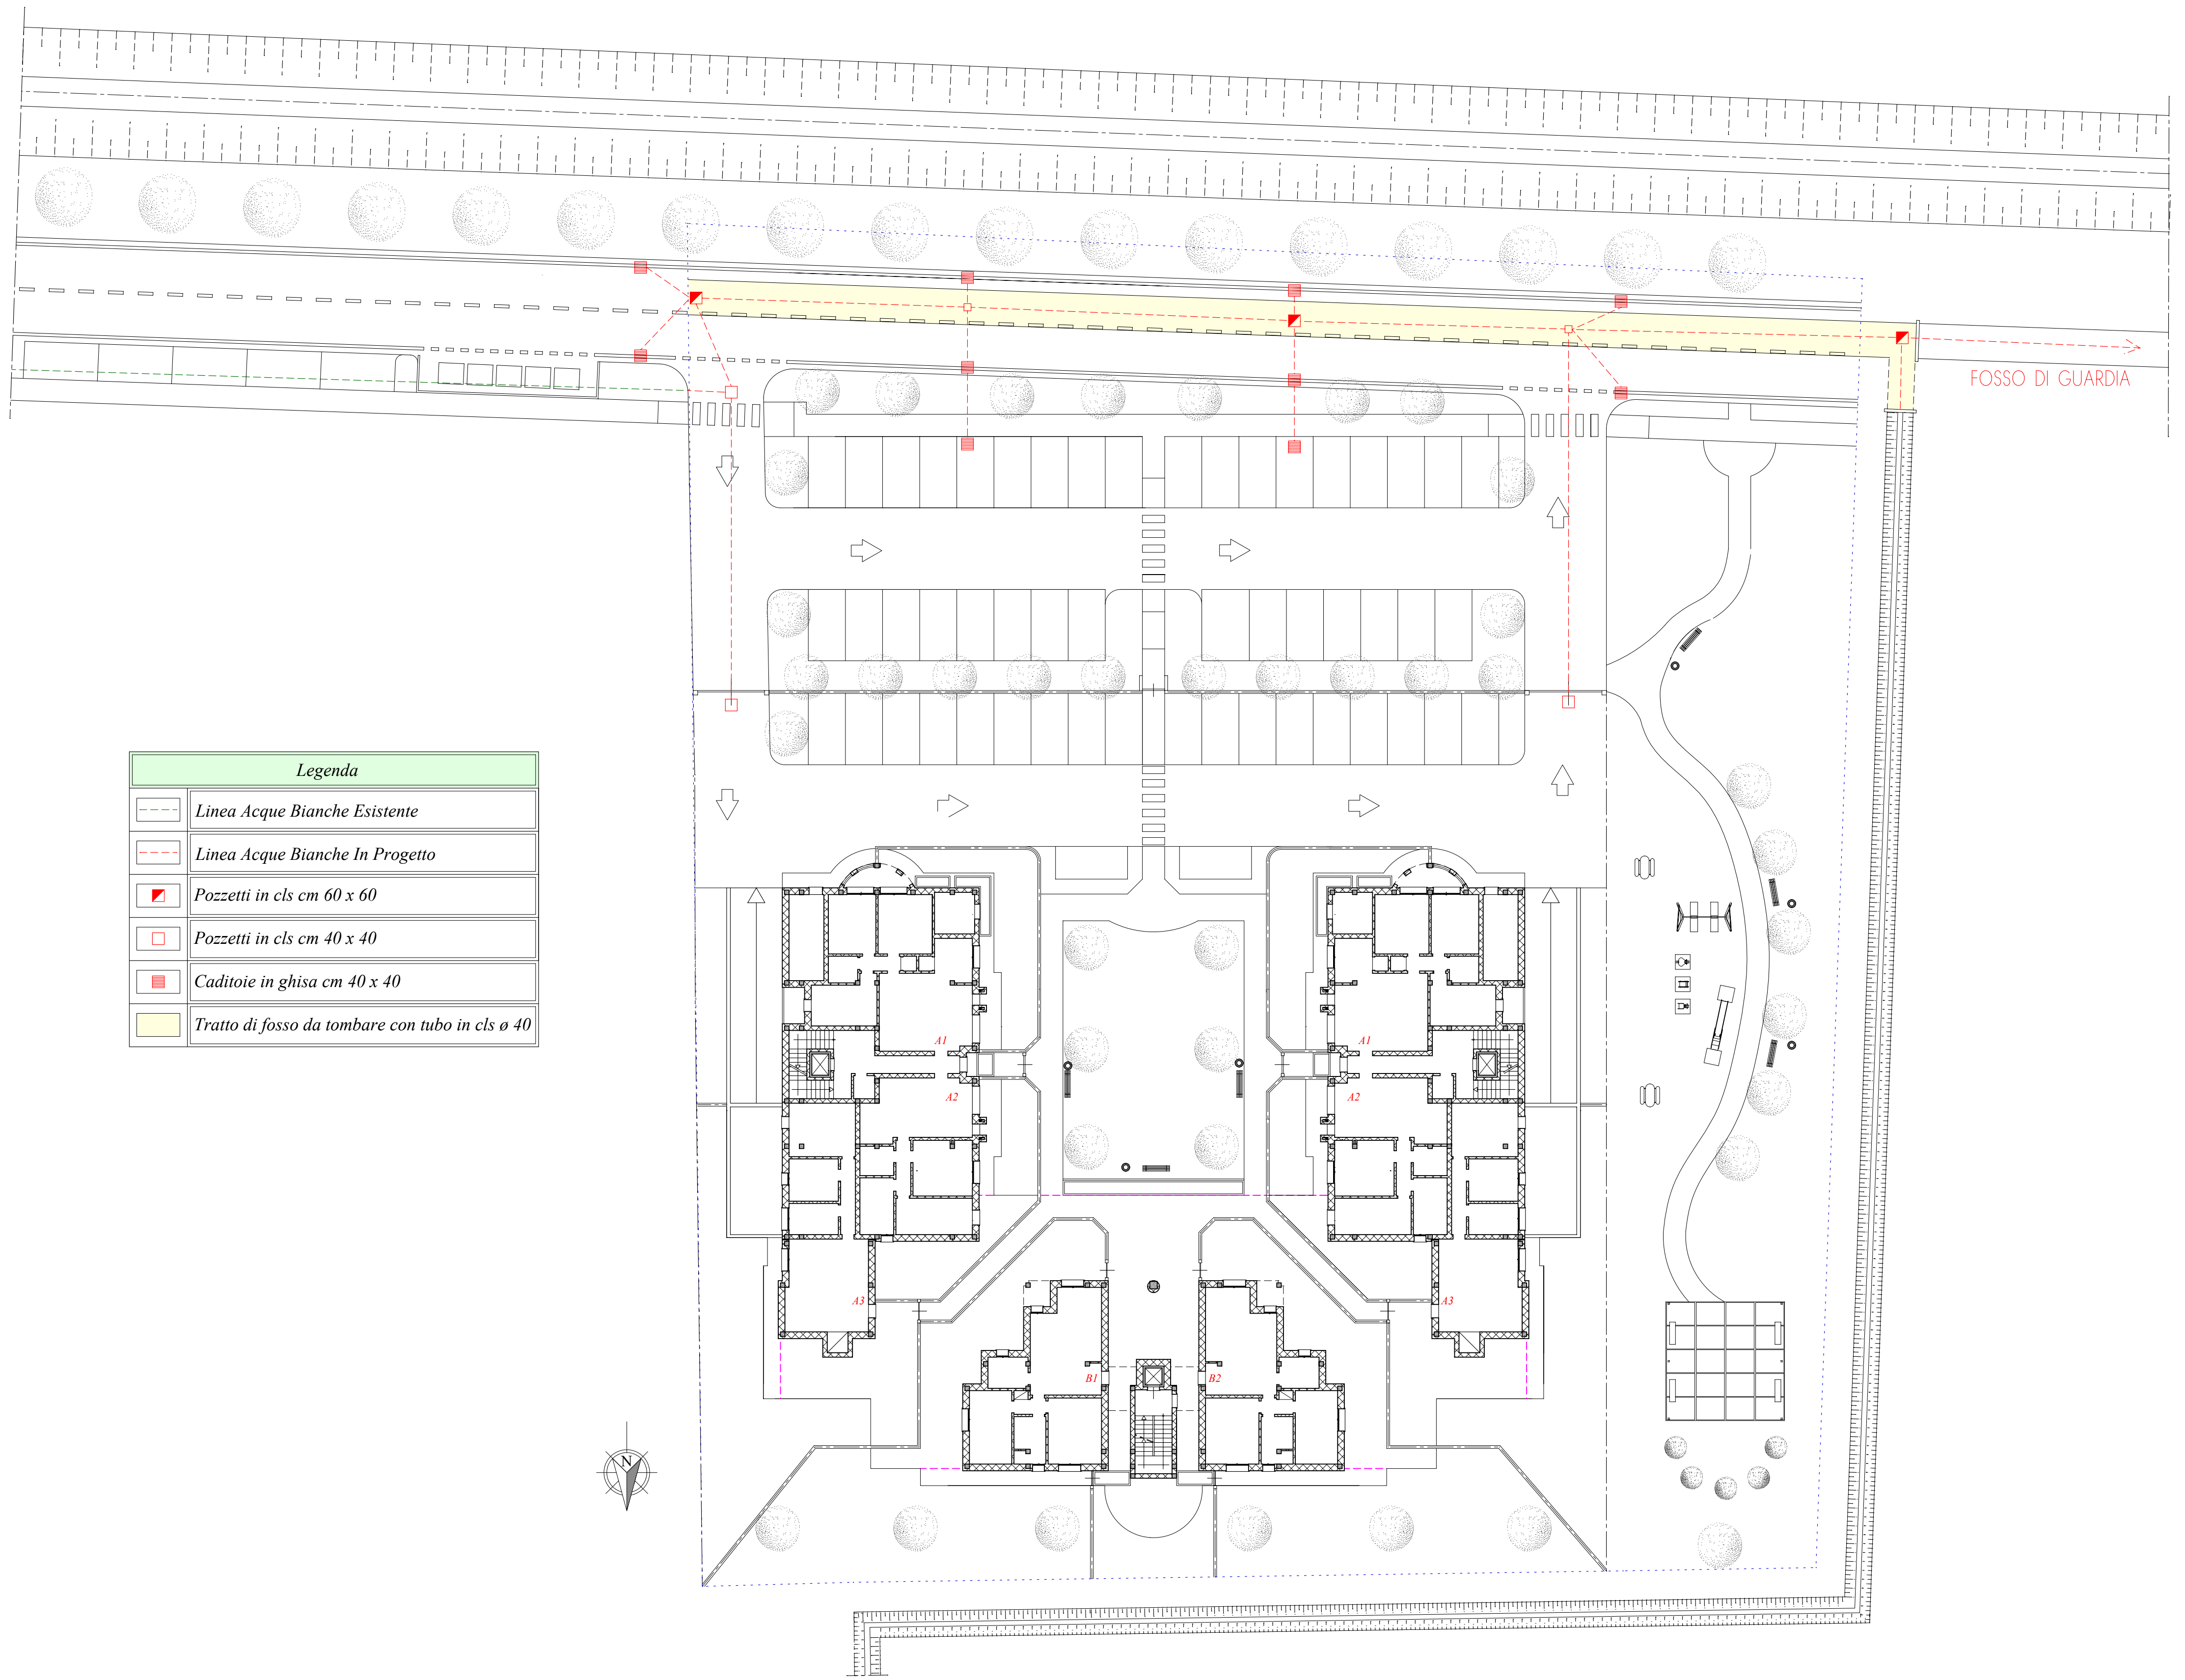 FOSSO DI GUARDIA
Legenda
Linea Acque Bianche Esistente
Linea Acque Bianche In Progetto
Pozzetti in cls cm 60 x 60
Pozzetti in cls cm 40 x 40
Caditoie in ghisa cm 40 x 40
Tratto di fosso da tombare con tubo in cls ø 40
A1
A1
A2
A2
A3
A3
B1
B2
N